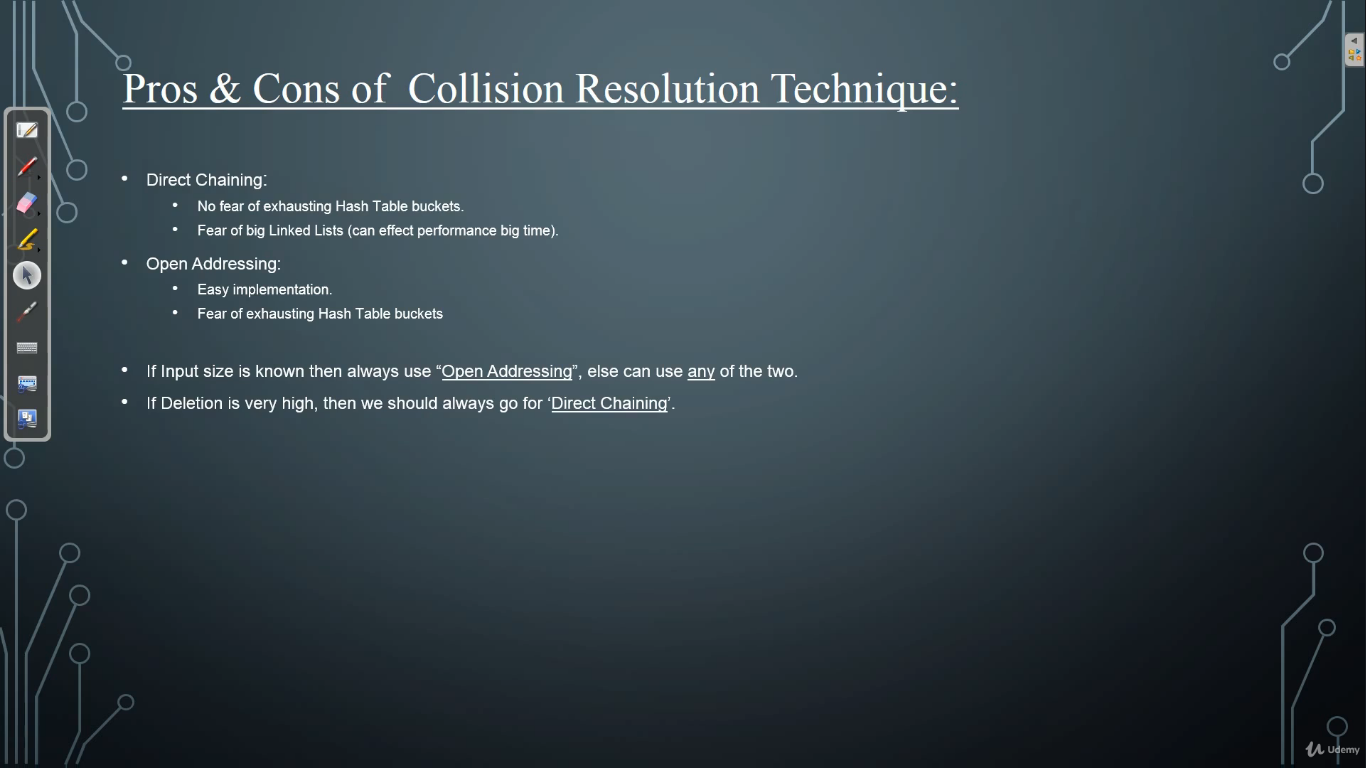 Pros & Cons of Collision Resolution Technique:
• Direct Chaining:
• No fear of exhausting Hash Table buckets.
• Fear of big Linked Lists (can effect performance big time).
• Open Addressing:
• Easy implementation.
• Fear of exhausting Hash Table buckets
• If Input size is known then always use “Open Addressing”, else can use any of the two.
• If Deletion is very high, then we should always go for ‘Direct Chaining’.
Udemy